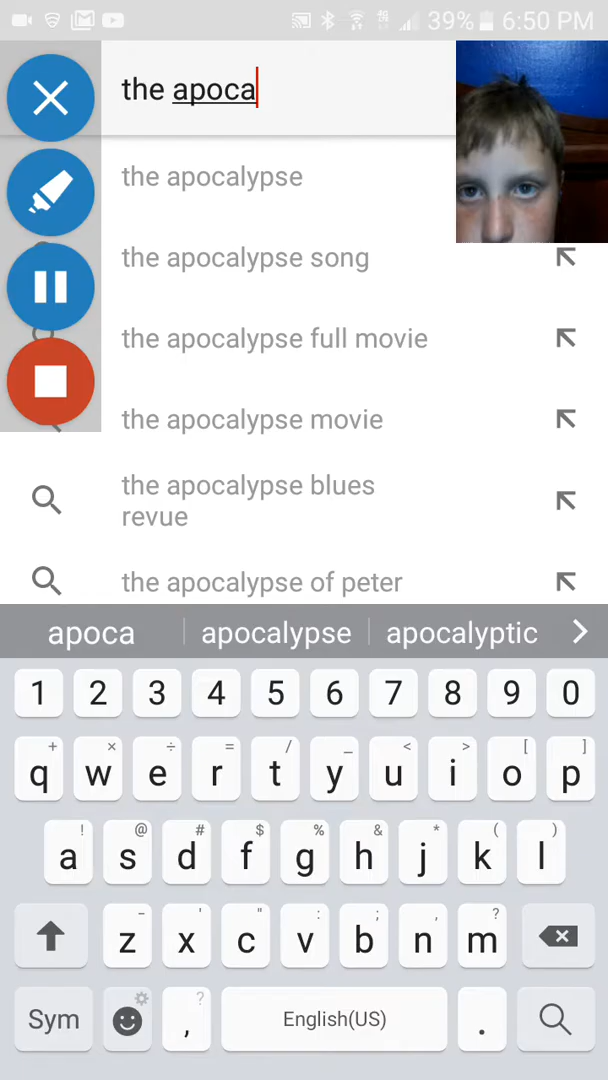 39% 6:50 PM
the apoca
the apocalypse
the apocalypse song
the apocalypse full movie
the apocalypse movie
the apocalypse blues
revue
the apocalypse of peter
apoca apocalypse apocalyptic
1 2 3 4 5 6 7 8 9 0
+ × ÷ = / _ < > [ ]
q w e r t y u i o p
! @ # $ % & * ( )
a s d f g h j k l
- ' " : ; , ?
z x c v b n m
?
Sym , English(US) .